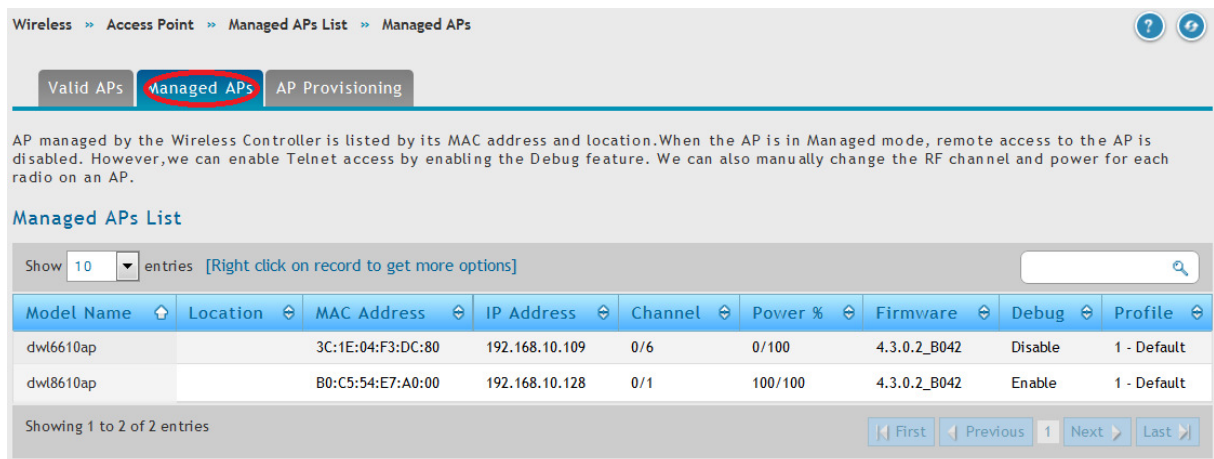 Wireless » Access Point » Managed APs List » Managed APs
?
Valid APs Managed APs AP Provisioning
AP managed by the Wireless Controller is listed by its MAC address and location.When the AP is in Managed mode, remote access to the AP is
disabled. However,we can enable Telnet access by enabling the Debug feature. We can also manually change the RF channel and power for each
radio on an AP.
Managed APs List
Show 10 entries [Right click on record to get more options]
Model Name Location MAC Address IP Address Channel Power % Firmware Debug Profile
dwl6610ap 3C:1E:04:F3:DC:80 192.168.10.109 0/6 0/100 4.3.0.2_B042 Disable 1 - Default
dwl8610ap B0:C5:54:E7:A0:00 192.168.10.128 0/1 100/100 4.3.0.2_B042 Enable 1 - Default
Showing 1 to 2 of 2 entries
First Previous 1 Next Last